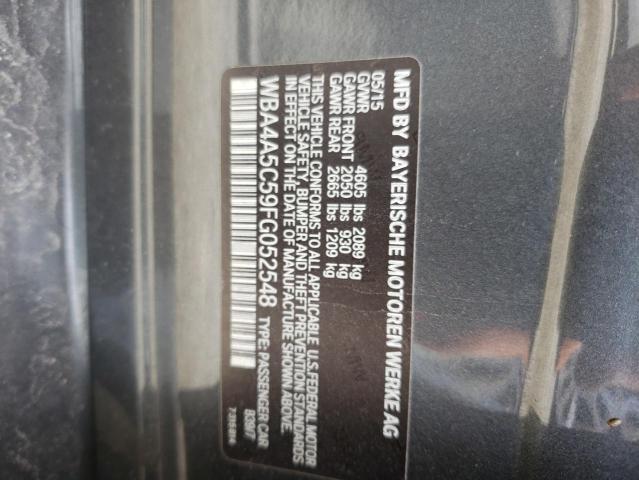 MFD BY BAYERISCHE MOTOREN WERKE AG
05/15
GVWR 4605 lbs 2089 kg
GAWR FRONT 2050 lbs 930 kg
GAWR REAR 2665 lbs 1209 kg
THIS VEHICLE CONFORMS TO ALL APPLICABLE U.S. FEDERAL MOTOR
VEHICLE SAFETY, BUMPER AND THEFT PREVENTION STANDARDS
IN EFFECT ON THE DATE OF MANUFACTURE SHOWN ABOVE.
WBA4A5C59FG052548 TYPE: PASSENGER CAR
B39\7